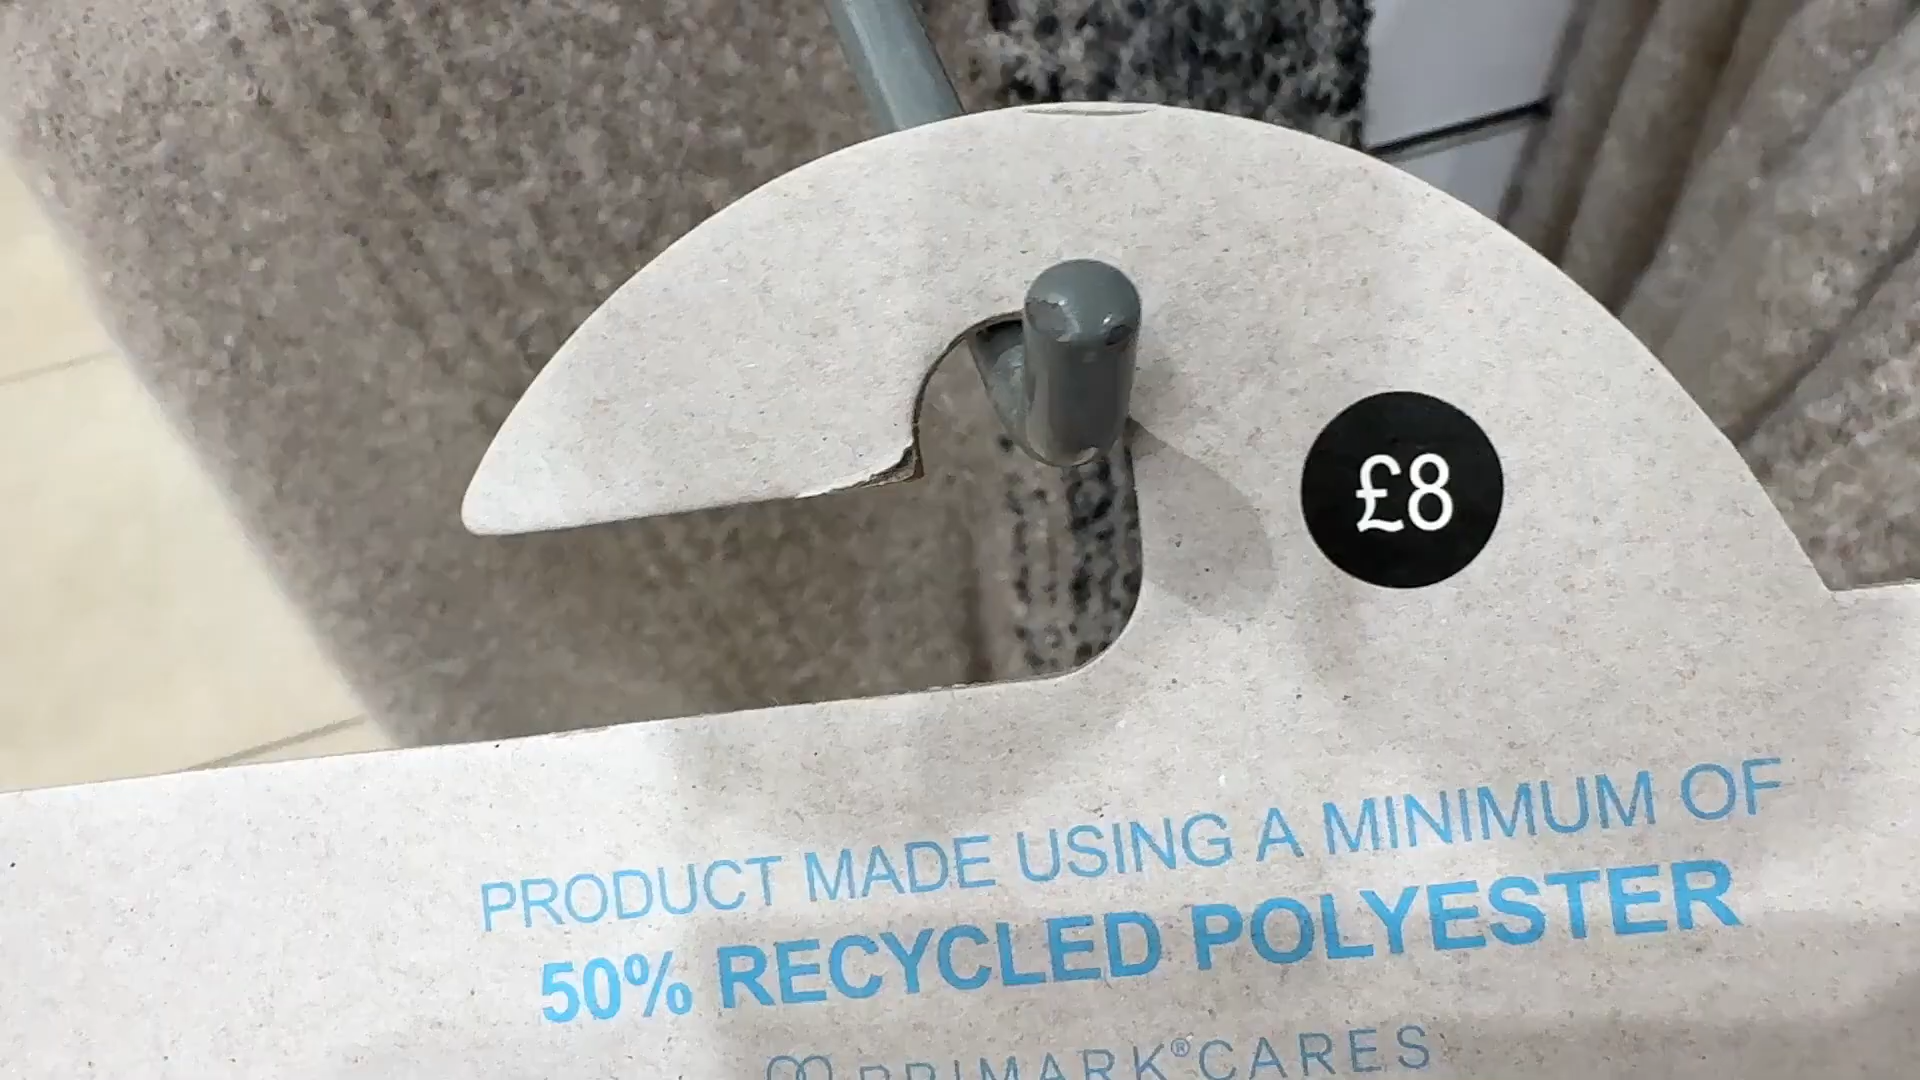 £8
PRODUCT MADE USING A MINIMUM OF
50% RECYCLED POLYESTER
PRIMARK®CARES